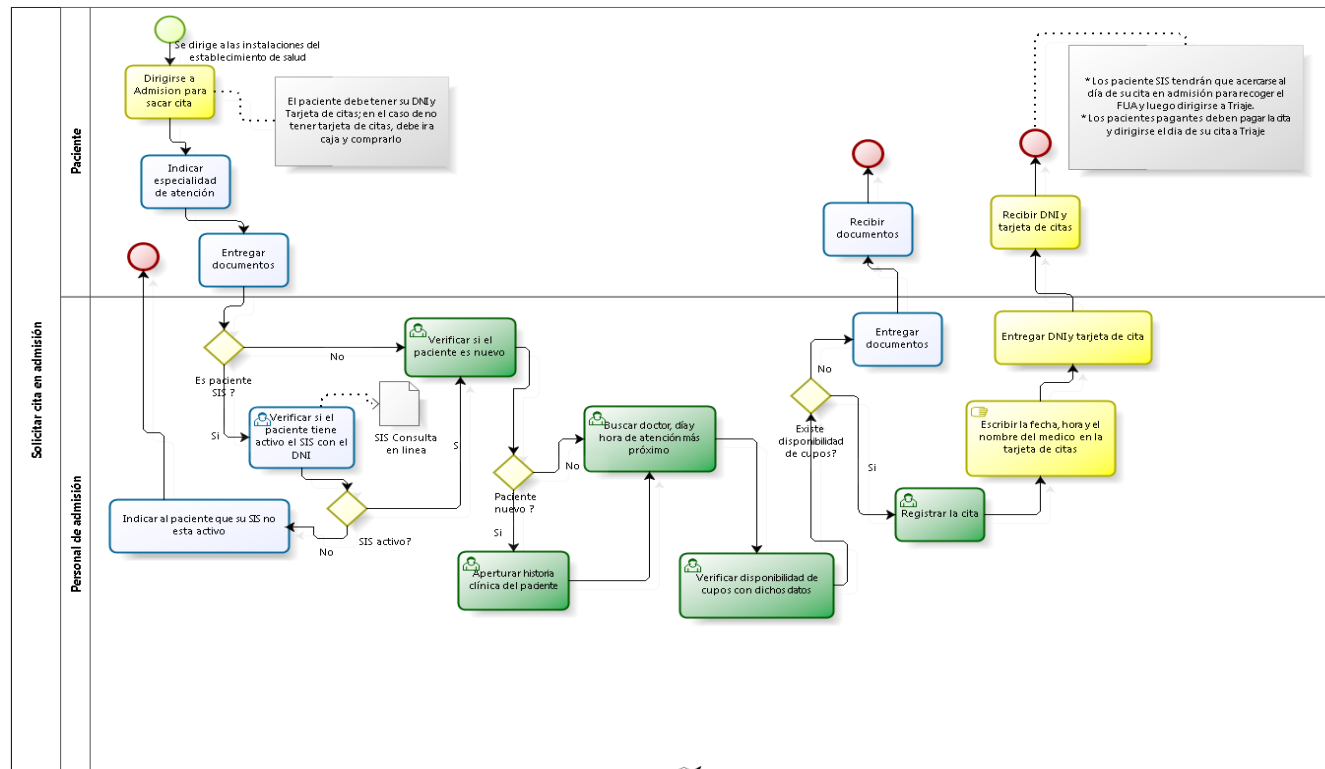 Solicitar cita en admisión
Paciente
Se dirige a las instalaciones del
establecimiento de salud
Dirigirse a
Admision para
sacar cita
El paciente debe tener su DNI y
Tarjeta de citas; en el caso de no
tener tarjeta de citas, debe ir a
caja y comprarlo
Indicar
especialidad
de atención
Entregar
documentos
Recibir
documentos
Recibir DNI y
tarjeta de citas
* Los paciente SIS tendrán que acercarse al
día de su cita en admisión para recoger el
FUA y luego dirigirse a Triaje.
* Los pacientes pagantes deben pagar la cita
y dirigirse el dia de su cita a Triaje
Personal de admisión
Es paciente
SIS ?
No
Si
Verificar si el
paciente es nuevo
Verificar si el
paciente tiene
activo el SIS con el
DNI
SIS Consulta
en linea
SIS activo?
No
S
Indicar al paciente que su SIS no
esta activo
Paciente
nuevo ?
No
Si
Aperturar historia
clínica del paciente
Buscar doctor, día y
hora de atención más
próximo
Verificar disponibilidad de
cupos con dichos datos
Existe
disponibilidad
de cupos?
No
Si
Entregar
documentos
Registrar la cita
Escribir la fecha, hora y el
nombre del medico en la
tarjeta de citas
Entregar DNI y tarjeta de cita